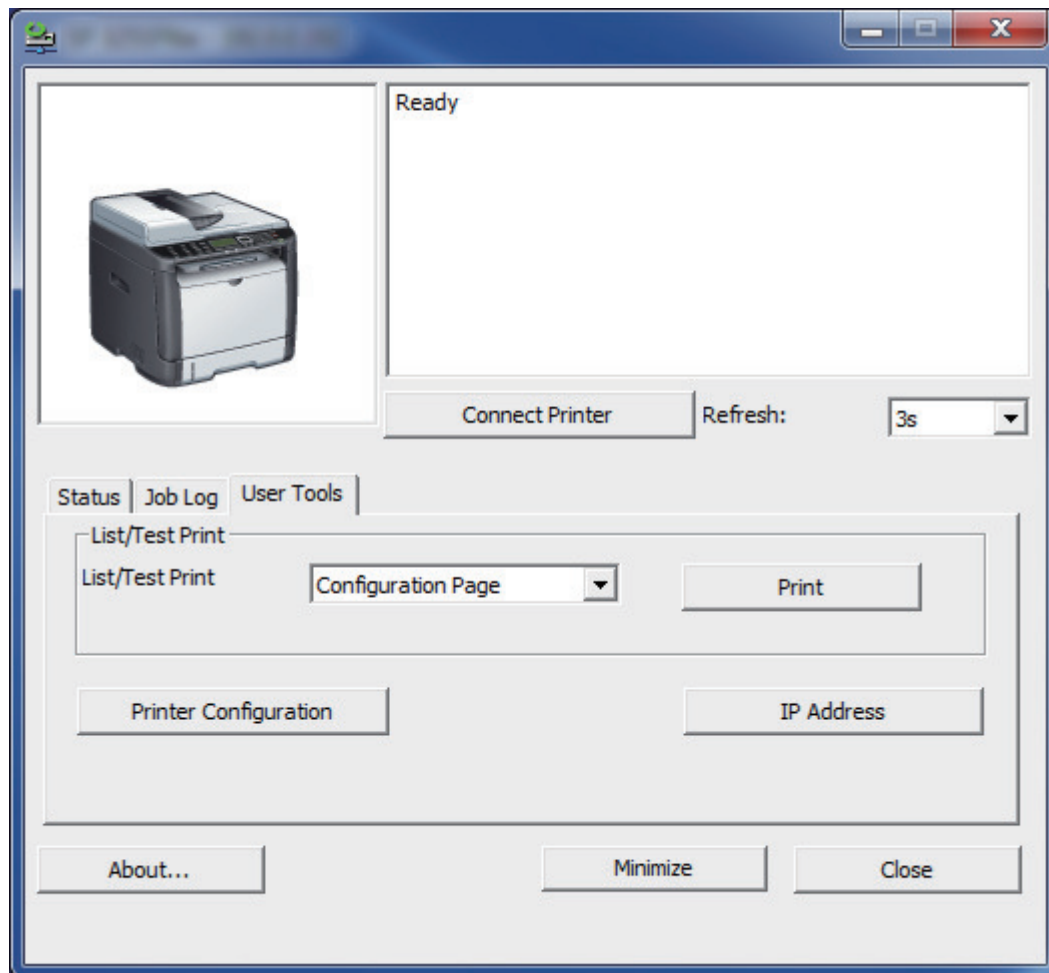 Ready
Connect Printer Refresh: 3s
Status Job Log User Tools
List/Test Print
List/Test Print Configuration Page Print
Printer Configuration IP Address
About... Minimize Close